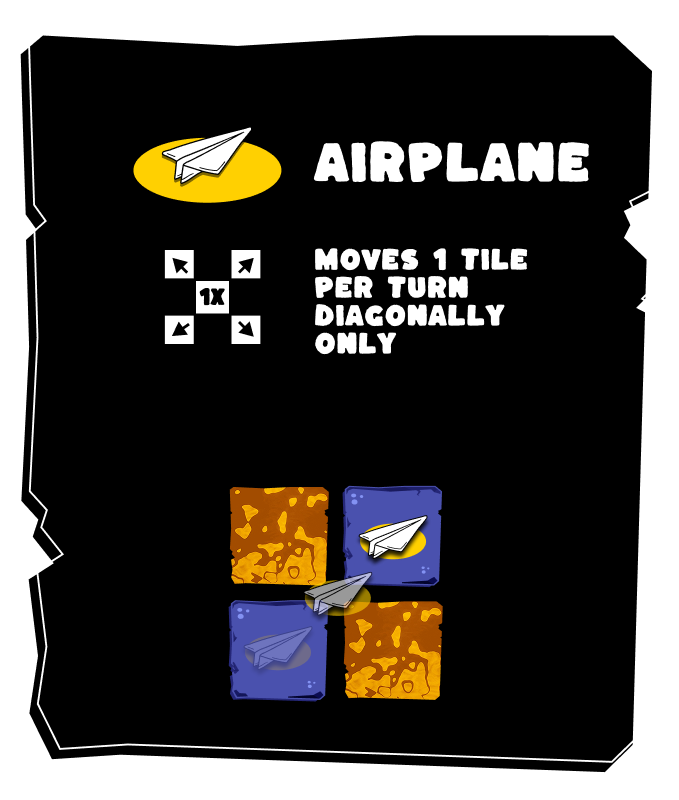 AIRPLANE
1X
MOVES 1 TILE
PER TURN
DIAGONALLY
ONLY